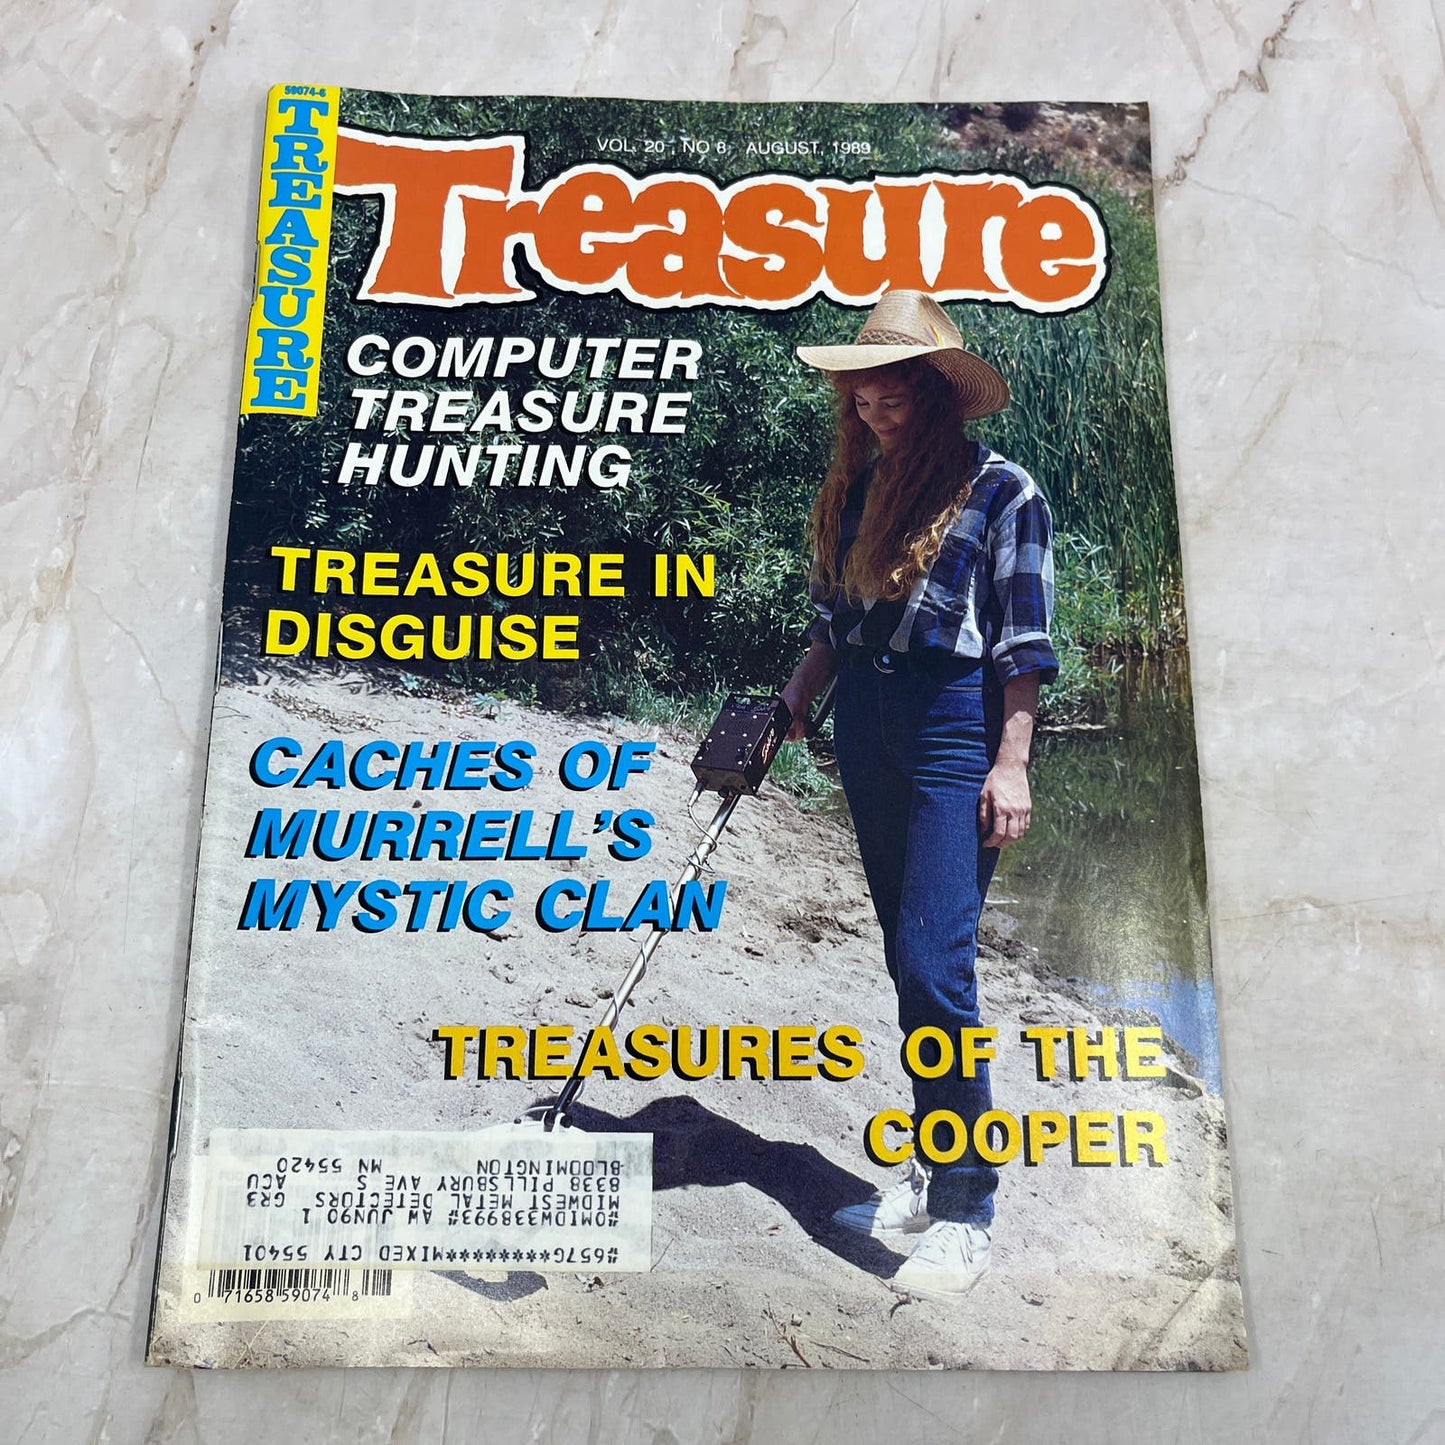 59074-6
TREASURE
VOL. 20, NO 8, AUGUST, 1989
Treasure
COMPUTER
TREASURE
HUNTING
TREASURE IN
DISGUISE
CACHES OF
MURRELL'S
MYSTIC CLAN
TREASURES OF THE
COOPER
#657G**********MIXED CTY 55401
#0MIDW338993# AW JUN90 1
MIDWEST METAL DETECTORS GR3
8338 PILLSBURY AVE S ACU
BLOOMINGTON MN 55420
0 71658 59074 8